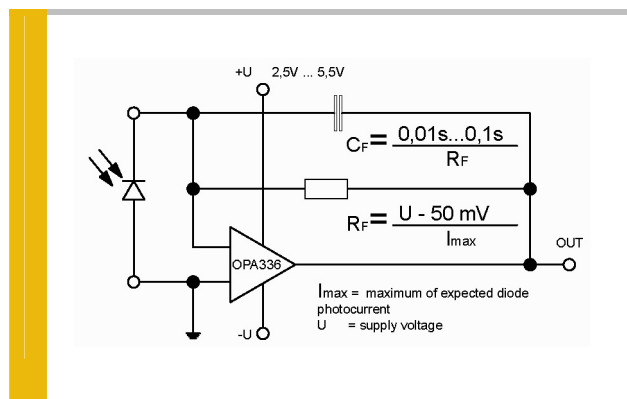 +U 2,5V ... 5,5V
CF= 0,01s...0,1s
RF
RF= U - 50 mV
Imax
OUT
OPA336
Imax = maximum of expected diode
photocurrent
U = supply voltage
-U